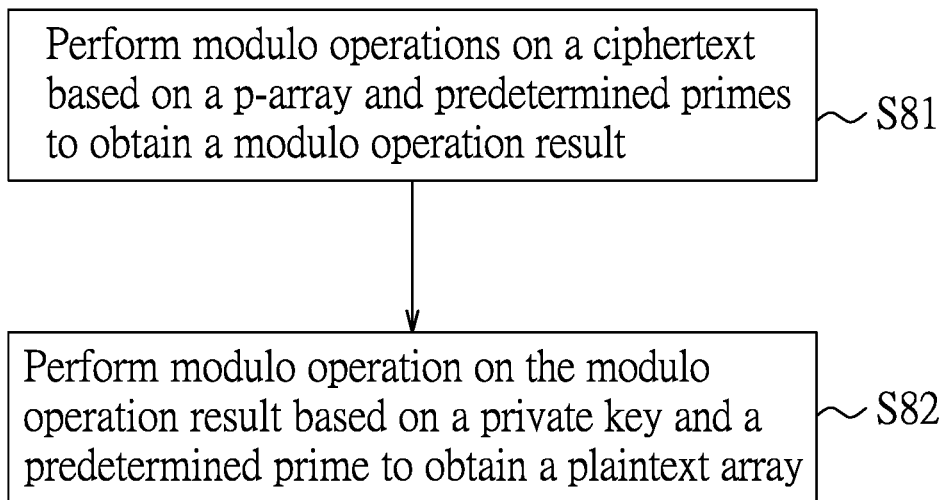 Perform modulo operations on a ciphertext
based on a p-array and predetermined primes
to obtain a modulo operation result
S81
Perform modulo operation on the modulo
operation result based on a private key and a
predetermined prime to obtain a plaintext array
S82